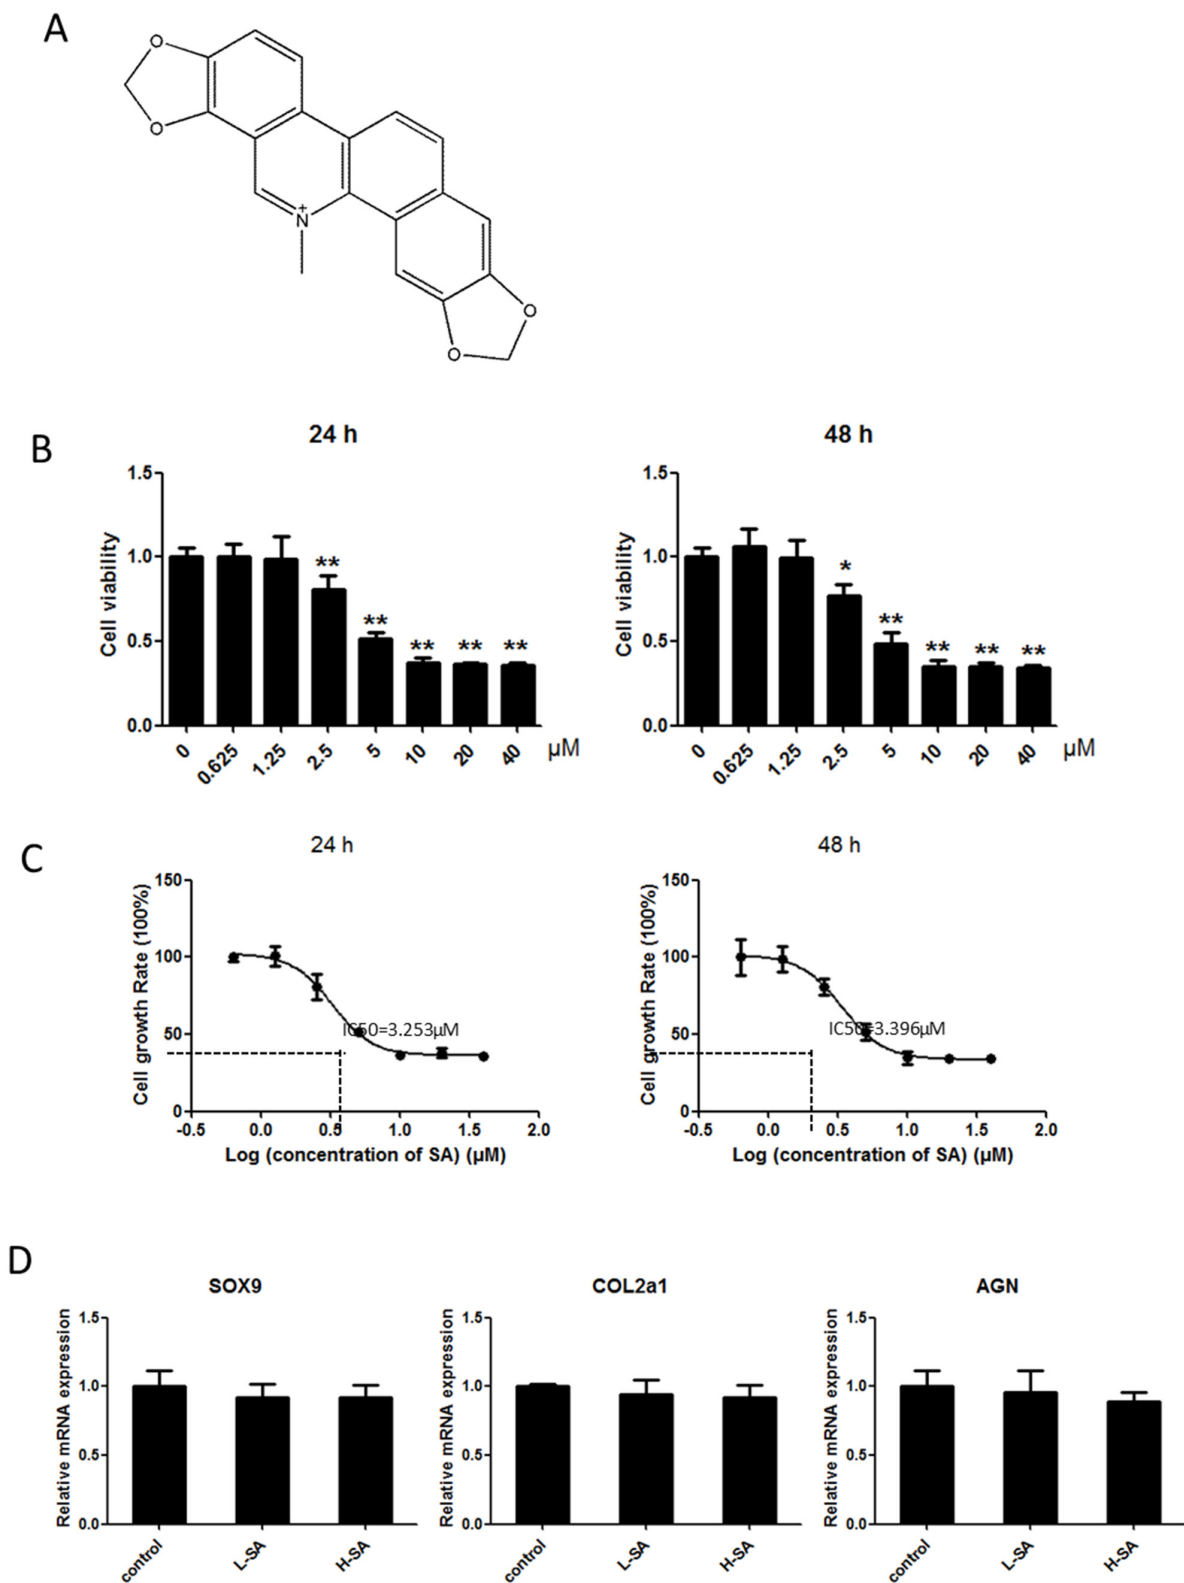 A
O
O
N+
O
O
B
24 h
1.5
1.0
0.5
0.0
Cell viability
** ** ** ** **
0 0.625 1.25 2.5 5 10 20 40 µM
48 h
1.5
1.0
0.5
0.0
Cell viability
* ** ** ** **
0 0.625 1.25 2.5 5 10 20 40 µM
C
24 h
150
100
50
0
Cell growth Rate (100%)
IC50=3.253µM
-0.5 0.0 0.5 1.0 1.5 2.0
Log (concentration of SA) (µM)
48 h
150
100
50
0
Cell growth Rate (100%)
IC50=3.396µM
-0.5 0.0 0.5 1.0 1.5 2.0
Log (concentration of SA) (µM)
D
SOX9
1.5
1.0
0.5
0.0
Relative mRNA expression
control L-SA H-SA
COL2a1
1.5
1.0
0.5
0.0
Relative mRNA expression
control L-SA H-SA
AGN
1.5
1.0
0.5
0.0
Relative mRNA expression
control L-SA H-SA